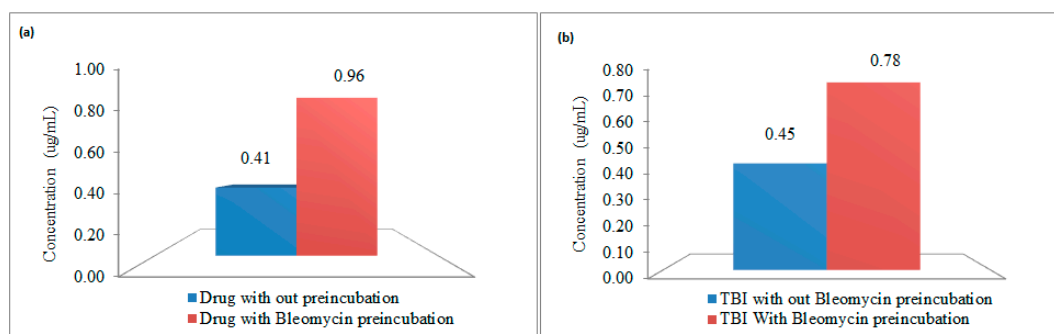 (a)
1.00
0.80
0.60
0.40
0.20
0.00
Concentration (ug/mL)
0.41
0.96
Drug with out preincubation
Drug with Bleomycin preincubation
(b)
0.80
0.70
0.60
0.50
0.40
0.30
0.20
0.10
0.00
Concentration (ug/mL)
0.45
0.78
TBI with out Bleomycin preincubation
TBI With Bleomycin preincubation